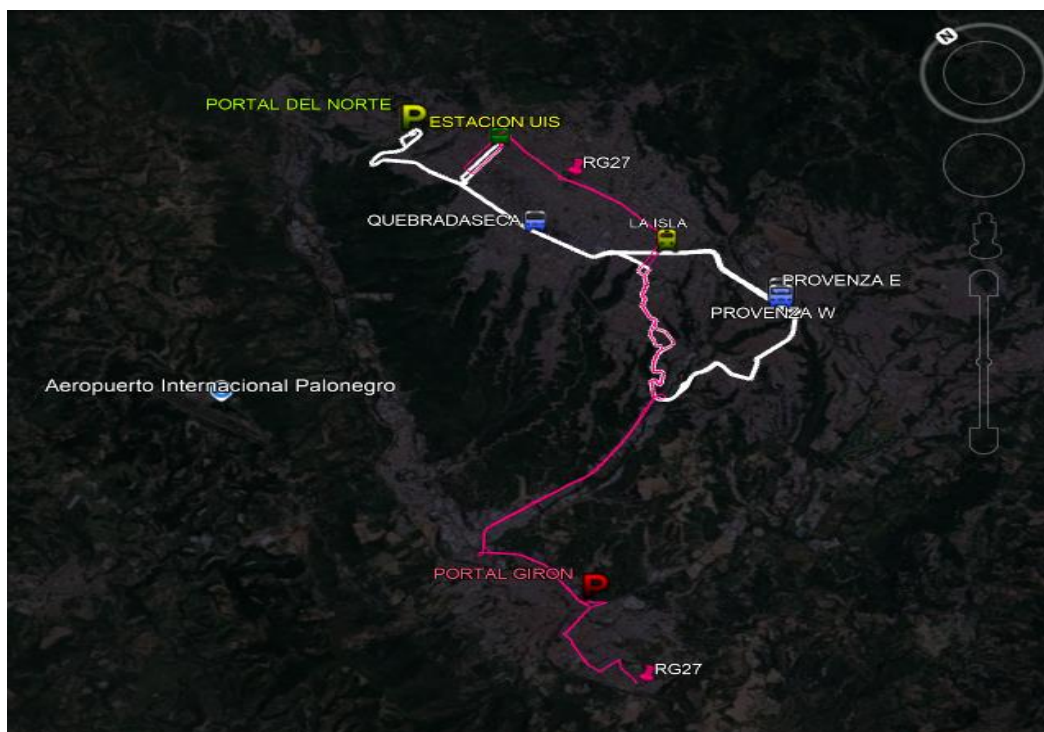 N
PORTAL DEL NORTE
P
ESTACION UIS
RG27
QUEBRADASECA
LA ISLA
PROVENZA E
PROVENZA W
Aeropuerto Internacional Palonegro
PORTAL GIRON
P
RG27